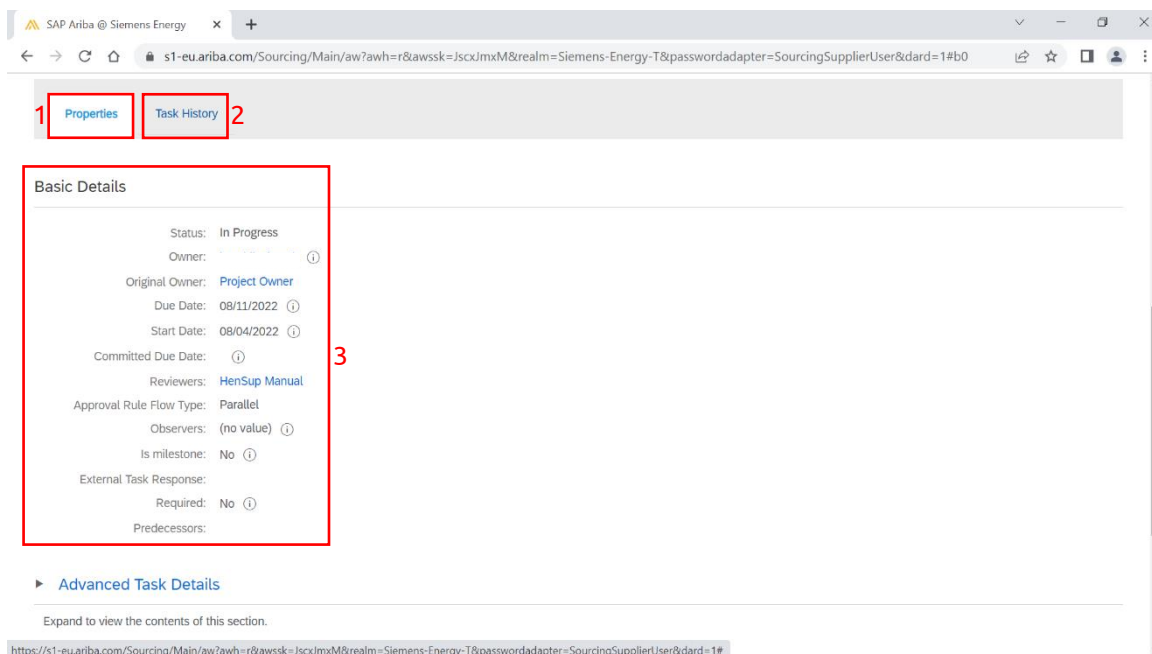 SAP Ariba @ Siemens Energy
s1-eu.ariba.com/Sourcing/Main/aw?awh=r&awssk=JscxJmxM&realm=Siemens-Energy-T&passwordadapter=SourcingSupplierUser&dard=1#b0
1 Properties Task History 2
Basic Details
Status: In Progress
Owner:
Original Owner: Project Owner
Due Date: 08/11/2022
Start Date: 08/04/2022
Committed Due Date:
3
Reviewers: HenSup Manual
Approval Rule Flow Type: Parallel
Observers: (no value)
Is milestone: No
External Task Response:
Required: No
Predecessors:
Advanced Task Details
Expand to view the contents of this section.
https://s1-eu.ariba.com/Sourcing/Main/aw?awh=r&awssk=JscxJmxM&realm=Siemens-Energy-T&passwordadapter=SourcingSupplierUser&dard=1#